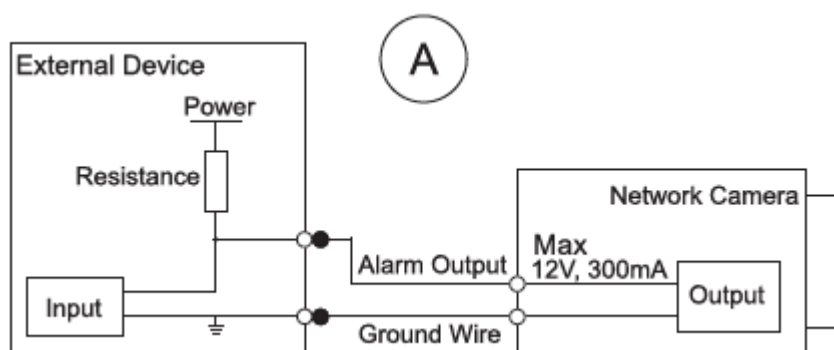 A
External Device
Power
Resistance
Network Camera
Max
12V, 300mA
Alarm Output
Output
Input
Ground Wire